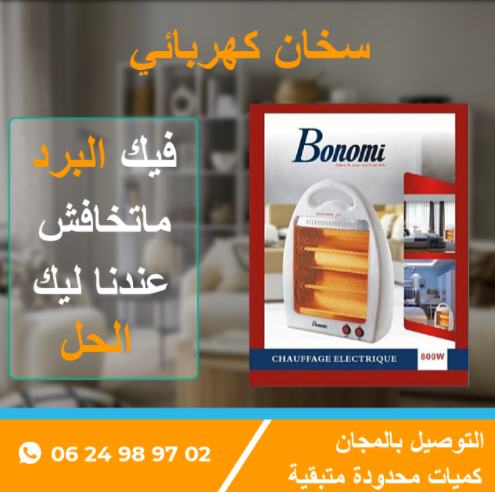 سخان كهربائي
فيك البرد
ماتخافش
عندنا ليك
الحل
Bonomi
Bonomi
CHAUFFAGE ELECTRIQUE
800W
التوصيل بالمجان
كميات محدودة متبقية
06 24 98 97 02